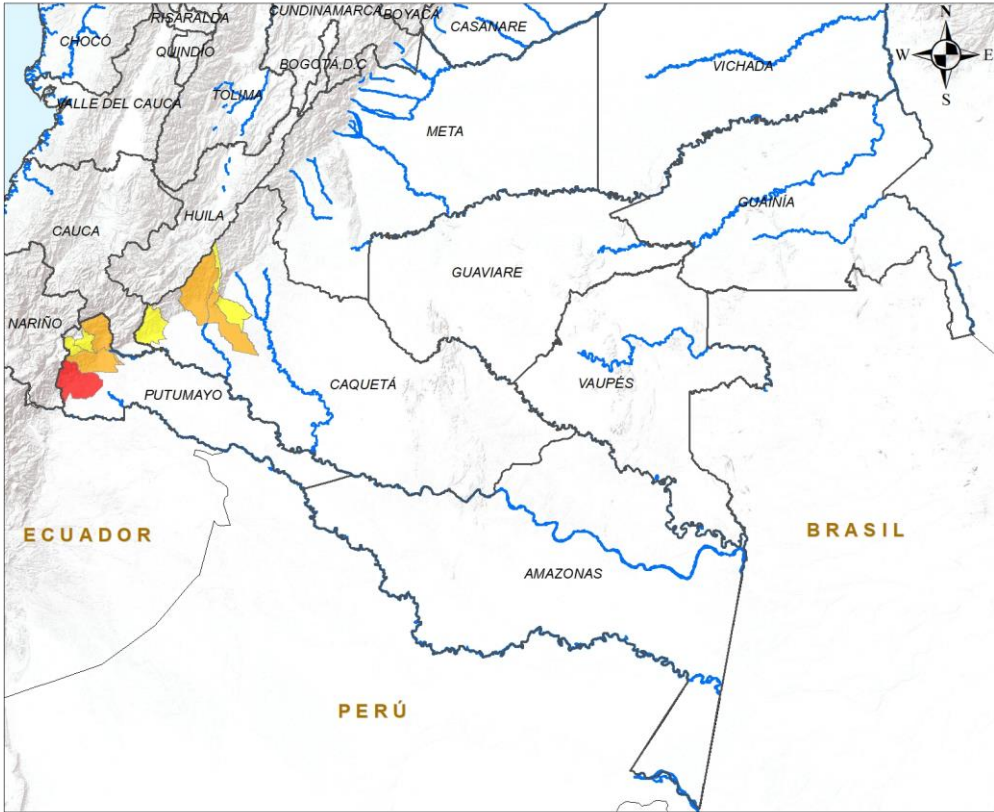 CUNDINAMARCA
BOYACÁ
RISARALDA
CASANARE
N
CHOCÓ
QUINDIO
W
E
BOGOTÁ, D.C
VICHADA
TOLIMA
S
VALLE DEL CAUCA
META
GUAINÍA
HUILA
CAUCA
GUAVIARE
NARIÑO
CAQUETÁ
VAUPÉS
PUTUMAYO
ECUADOR
BRASIL
AMAZONAS
PERÚ